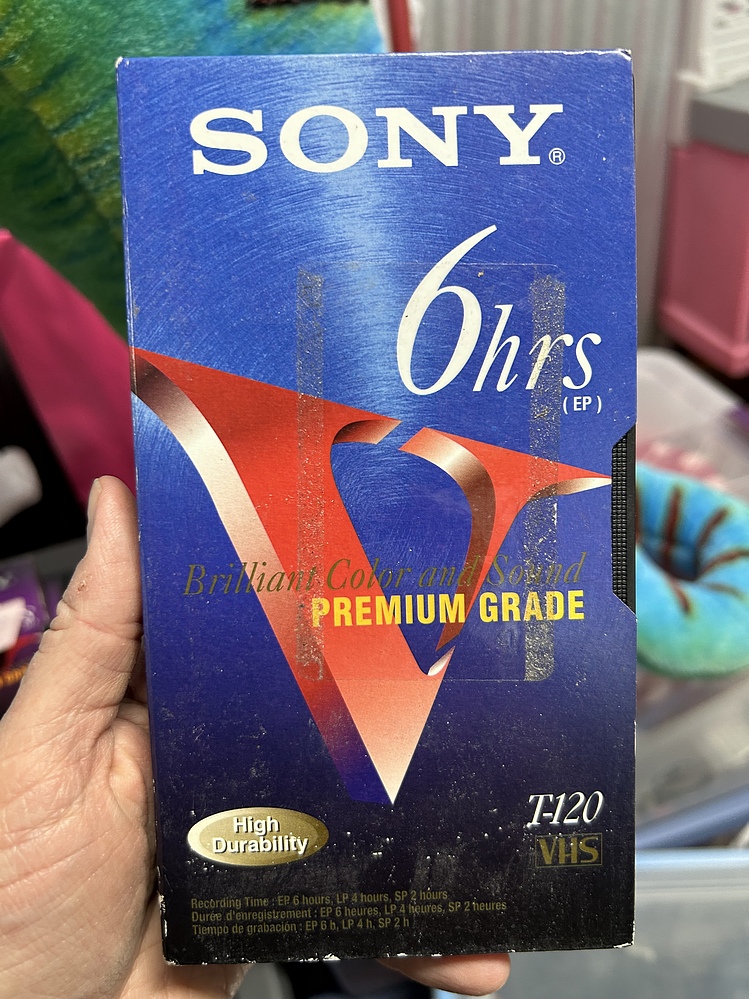 SONY®
6hrs
(EP)
Brilliant Color and Sound
PREMIUM GRADE
T-120
VHS
High
Durability
Recording Time : EP 6 hours, LP 4 hours, SP 2 hours
Durée d'enregistrement : EP 6 heures, LP 4 heures, SP 2 heures
Tiempo de grabación : EP 6 h, LP 4 h, SP 2 h